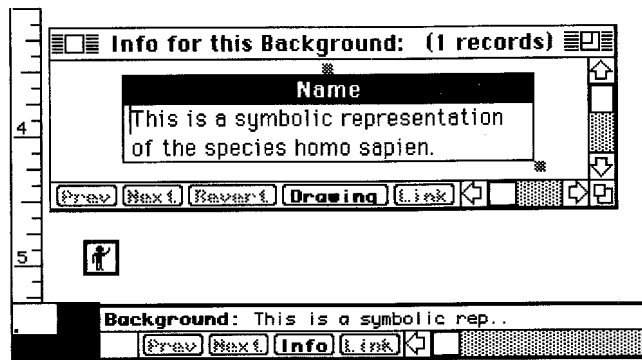 Info for this Background: (1 records)
Name
This is a symbolic representation
of the species homo sapien.
Prev Next Revert Drawing Link
4
5
Background: This is a symbolic rep..
Prev Next Info Link